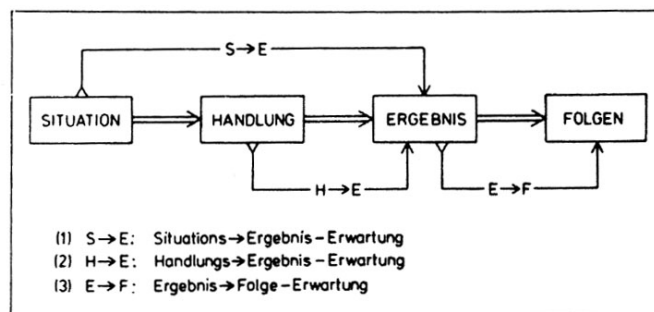 S→E
SITUATION HANDLUNG ERGEBNIS FOLGEN
H→E E→F
(1) S→E: Situations→Ergebnis-Erwartung
(2) H→E: Handlungs→Ergebnis-Erwartung
(3) E→F: Ergebnis→Folge-Erwartung